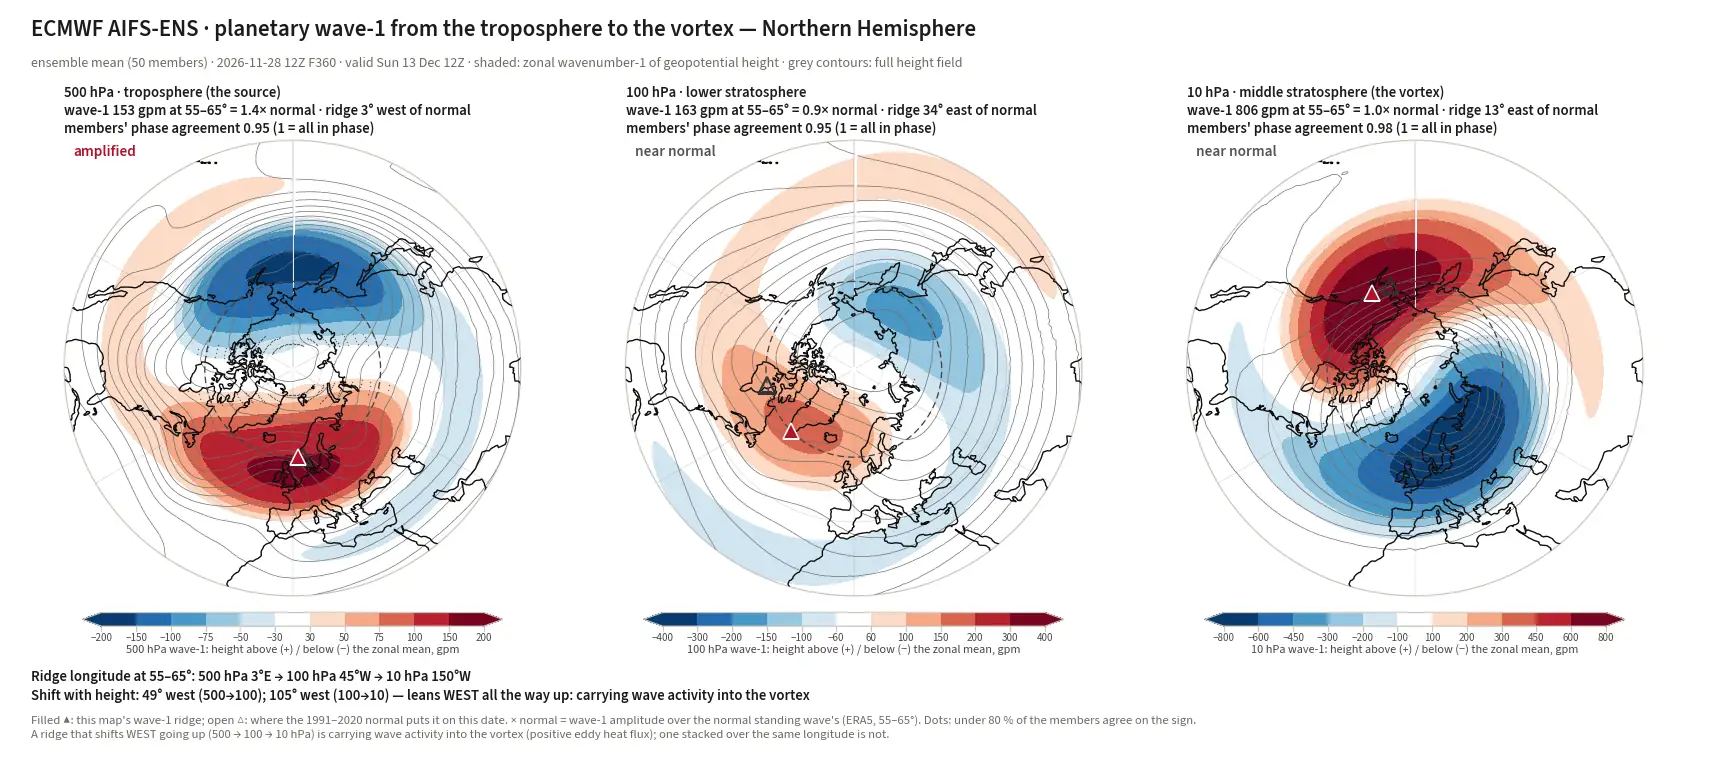 ECMWF AIFS-ENS · planetary wave-1 from the troposphere to the vortex — Northern Hemisphere
ensemble mean (50 members) · 2026-11-28 12Z F360 · valid Sun 13 Dec 12Z · shaded: zonal wavenumber-1 of geopotential height · grey contours: full height field
500 hPa · troposphere (the source)
wave-1 153 gpm at 55–65° = 1.4× normal · ridge 3° west of normal
members' phase agreement 0.95 (1 = all in phase)
amplified
100 hPa · lower stratosphere
wave-1 163 gpm at 55–65° = 0.9× normal · ridge 34° east of normal
members' phase agreement 0.95 (1 = all in phase)
near normal
10 hPa · middle stratosphere (the vortex)
wave-1 806 gpm at 55–65° = 1.0× normal · ridge 13° east of normal
members' phase agreement 0.98 (1 = all in phase)
near normal
−200 −150 −100 −75 −50 −30 30 50 75 100 150 200
500 hPa wave-1: height above (+) / below (−) the zonal mean, gpm
−400 −300 −200 −150 −100 −60 60 100 150 200 300 400
100 hPa wave-1: height above (+) / below (−) the zonal mean, gpm
−800 −600 −450 −300 −200 −100 100 200 300 450 600 800
10 hPa wave-1: height above (+) / below (−) the zonal mean, gpm
Ridge longitude at 55–65°: 500 hPa 3°E → 100 hPa 45°W → 10 hPa 150°W
Shift with height: 49° west (500→100); 105° west (100→10) — leans WEST all the way up: carrying wave activity into the vortex
Filled ▲: this map's wave-1 ridge; open △: where the 1991–2020 normal puts it on this date. × normal = wave-1 amplitude over the normal standing wave's (ERA5, 55–65°). Dots: under 80 % of the members agree on the sign.
A ridge that shifts WEST going up (500 → 100 → 10 hPa) is carrying wave activity into the vortex (positive eddy heat flux); one stacked over the same longitude is not.